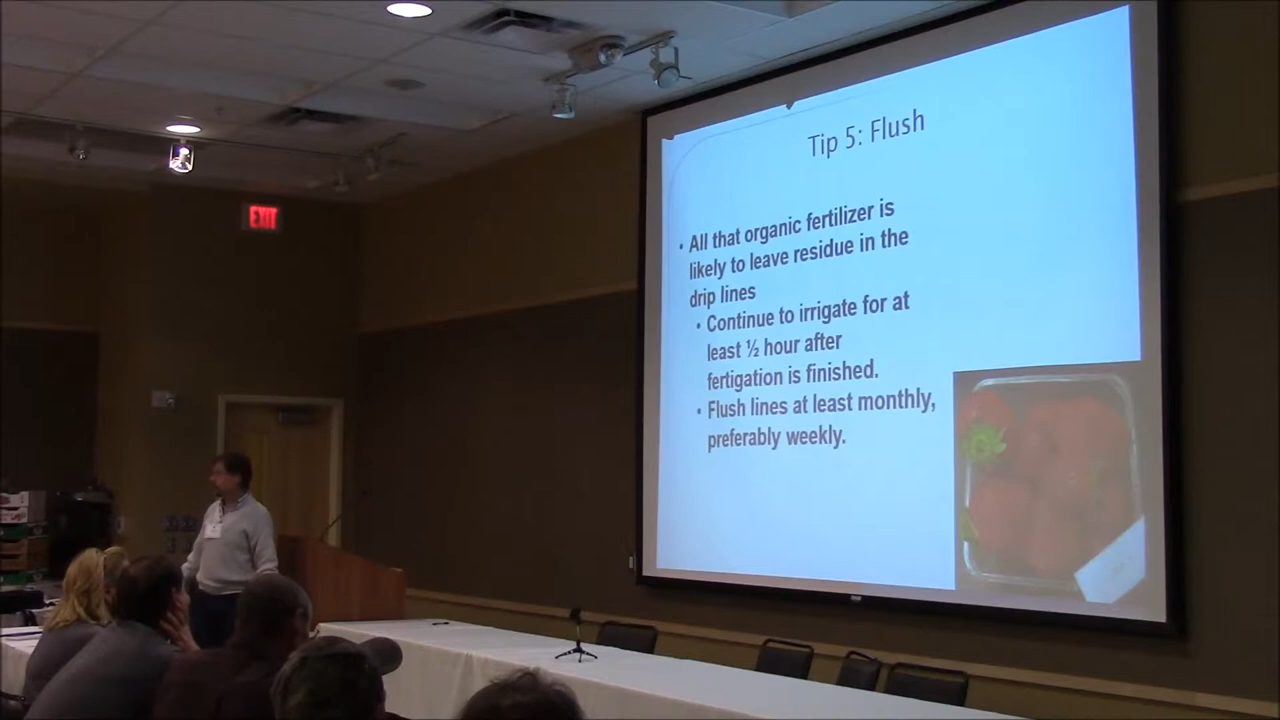 EXIT
Tip 5: Flush
• All that organic fertilizer is
likely to leave residue in the
drip lines
• Continue to irrigate for at
least ½ hour after
fertigation is finished.
• Flush lines at least monthly,
preferably weekly.